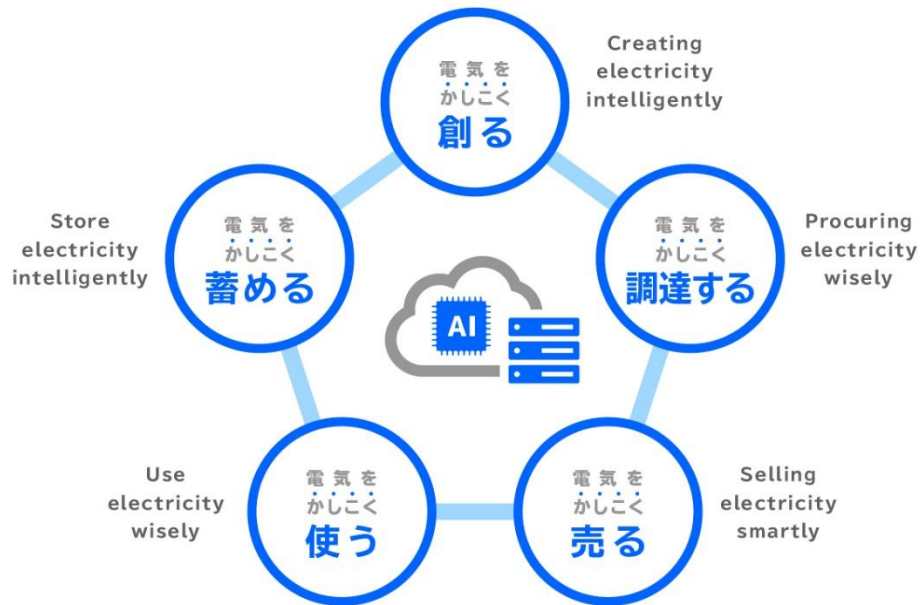 電気を
かしこく
創る
Creating
electricity
intelligently
Store
electricity
intelligently
電気を
かしこく
蓄める
電気を
かしこく
調達する
Procuring
electricity
wisely
AI
Use
electricity
wisely
電気を
かしこく
使う
電気を
かしこく
売る
Selling
electricity
smartly